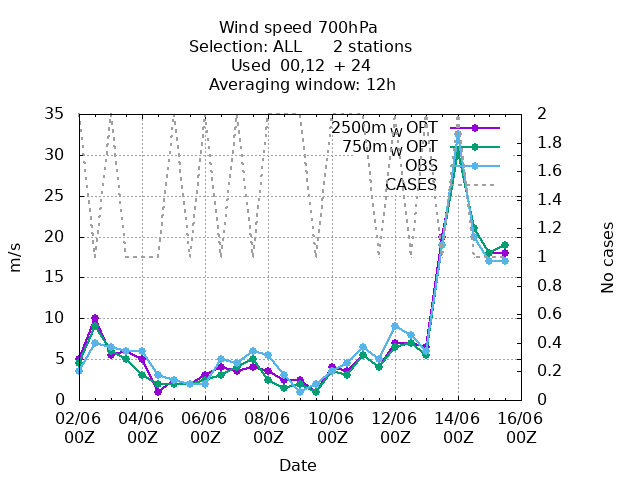 Wind speed 700hPa
Selection: ALL 2 stations
Used 00,12 + 24
Averaging window: 12h
35
30
25
20
15
10
5
0
m/s
2
1.8
1.6
1.4
1.2
1
0.8
0.6
0.4
0.2
0
No cases
2500m W OPT
750m W OPT
OBS
CASES
02/06 04/06 06/06 08/06 10/06 12/06 14/06 16/06
00Z 00Z 00Z 00Z 00Z 00Z 00Z 00Z
Date